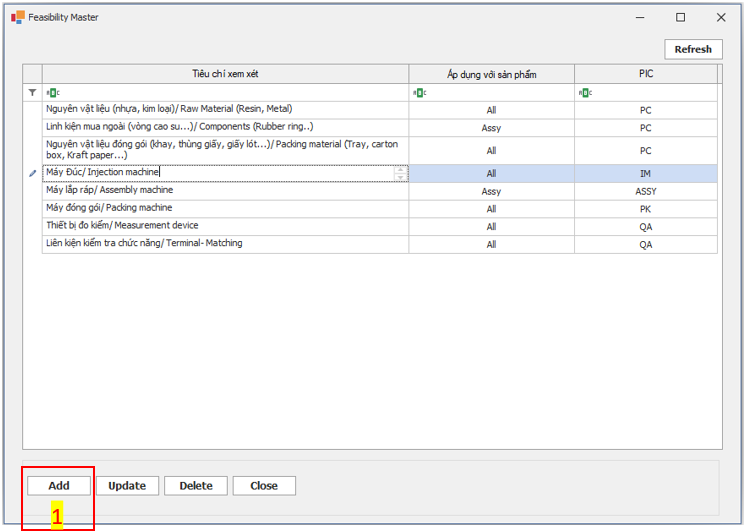 Feasibility Master
Refresh
Tiêu chí xem xét Áp dụng với sản phẩm PIC
ABC ABC ABC
Nguyên vật liệu (nhựa, kim loại)/ Raw Material (Resin, Metal) All PC
Linh kiện mua ngoài (vòng cao su...)/ Components (Rubber ring..) Assy PC
Nguyên vật liệu đóng gói (khay, thùng giấy, giấy lót...)/ Packing material (Tray, carton
box, Kraft paper...) All PC
Máy Đúc/ Injection machine All IM
Máy lắp ráp/ Assembly machine Assy ASSY
Máy đóng gói/ Packing machine All PK
Thiết bị đo kiểm/ Measurement device All QA
Liên kiện kiểm tra chức năng/ Terminal- Matching All QA
Add Update Delete Close
1